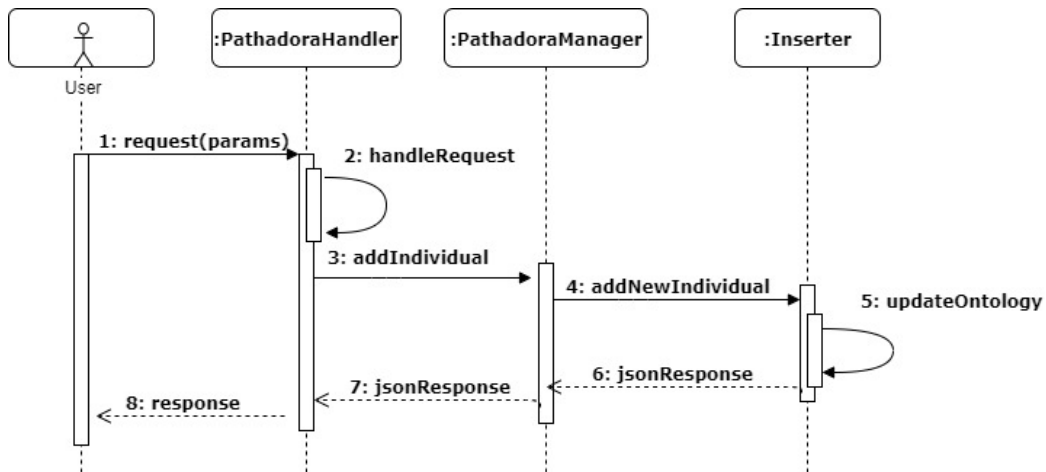 :PathadoraHandler
:PathadoraManager
:Inserter
User
1: request(params)
2: handleRequest
3: addIndividual
4: addNewIndividual
5: updateOntology
6: jsonResponse
7: jsonResponse
8: response